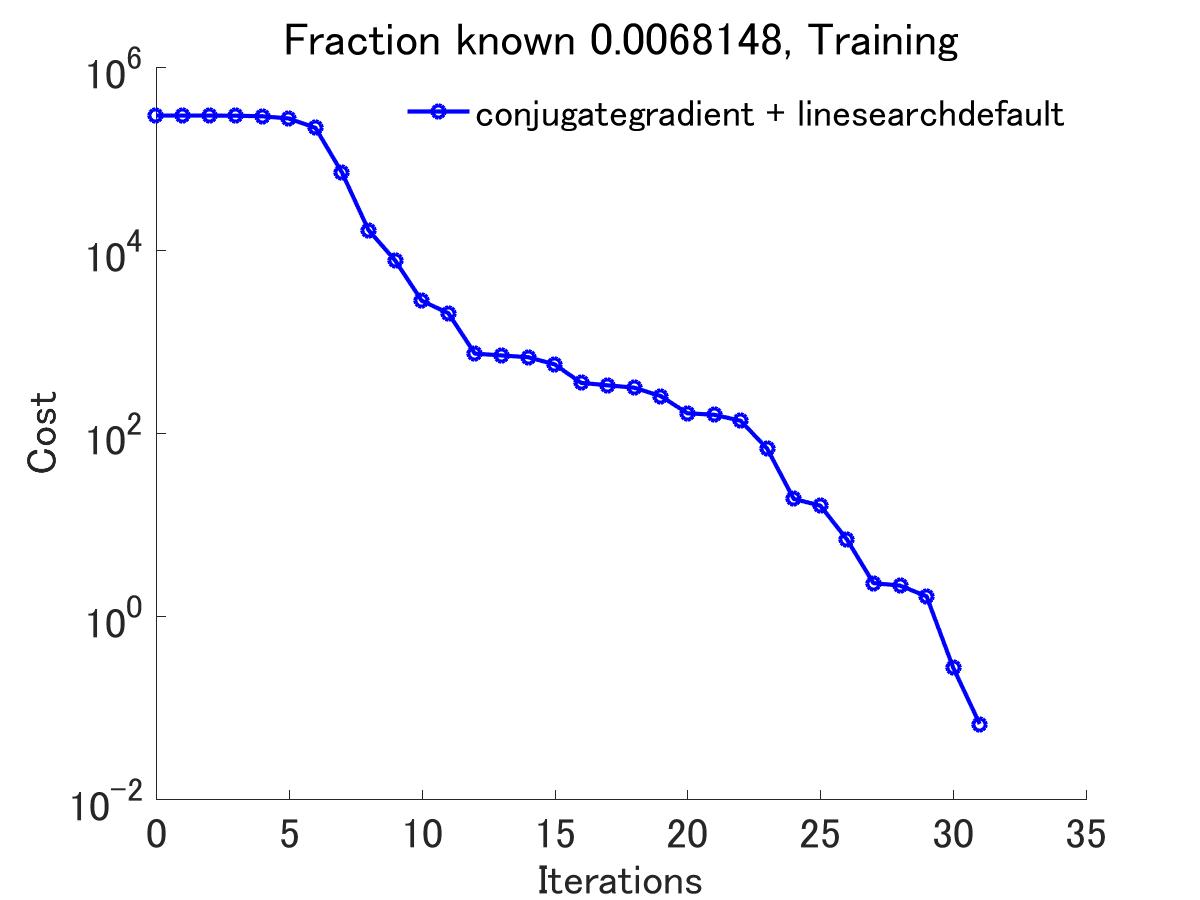 Fraction known 0.0068148, Training
conjugategradient + linesearchdefault
10^6
10^4
10^2
10^0
10^-2
Cost
0 5 10 15 20 25 30 35
Iterations